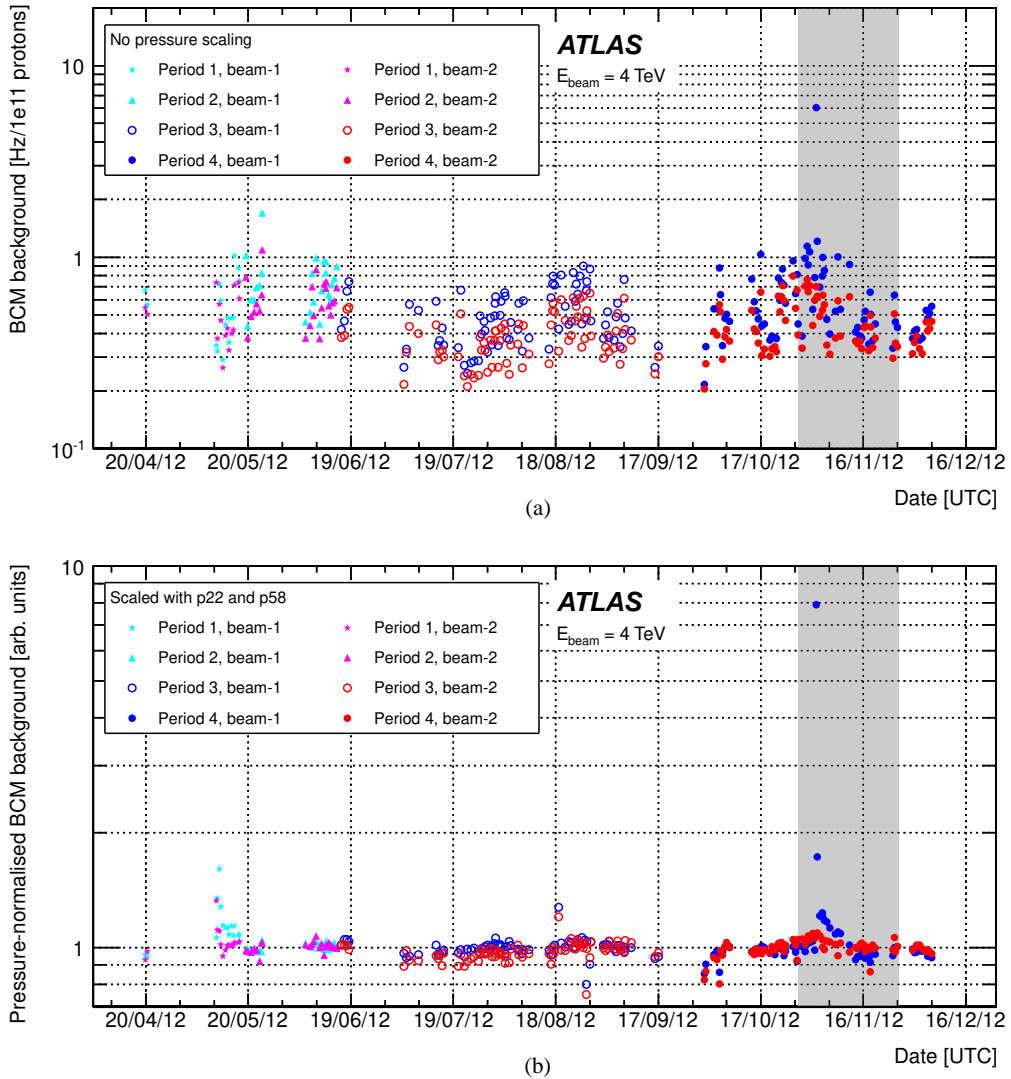 BCM background [Hz/1e11 protons]
No pressure scaling
Period 1, beam-1 Period 1, beam-2
Period 2, beam-1 Period 2, beam-2
Period 3, beam-1 Period 3, beam-2
Period 4, beam-1 Period 4, beam-2
ATLAS
E_beam = 4 TeV
10
1
10^-1
20/04/12 20/05/12 19/06/12 19/07/12 18/08/12 17/09/12 17/10/12 16/11/12 16/12/12
Date [UTC]
(a)
Pressure-normalised BCM background [arb. units]
Scaled with p22 and p58
Period 1, beam-1 Period 1, beam-2
Period 2, beam-1 Period 2, beam-2
Period 3, beam-1 Period 3, beam-2
Period 4, beam-1 Period 4, beam-2
ATLAS
E_beam = 4 TeV
10
1
20/04/12 20/05/12 19/06/12 19/07/12 18/08/12 17/09/12 17/10/12 16/11/12 16/12/12
Date [UTC]
(b)